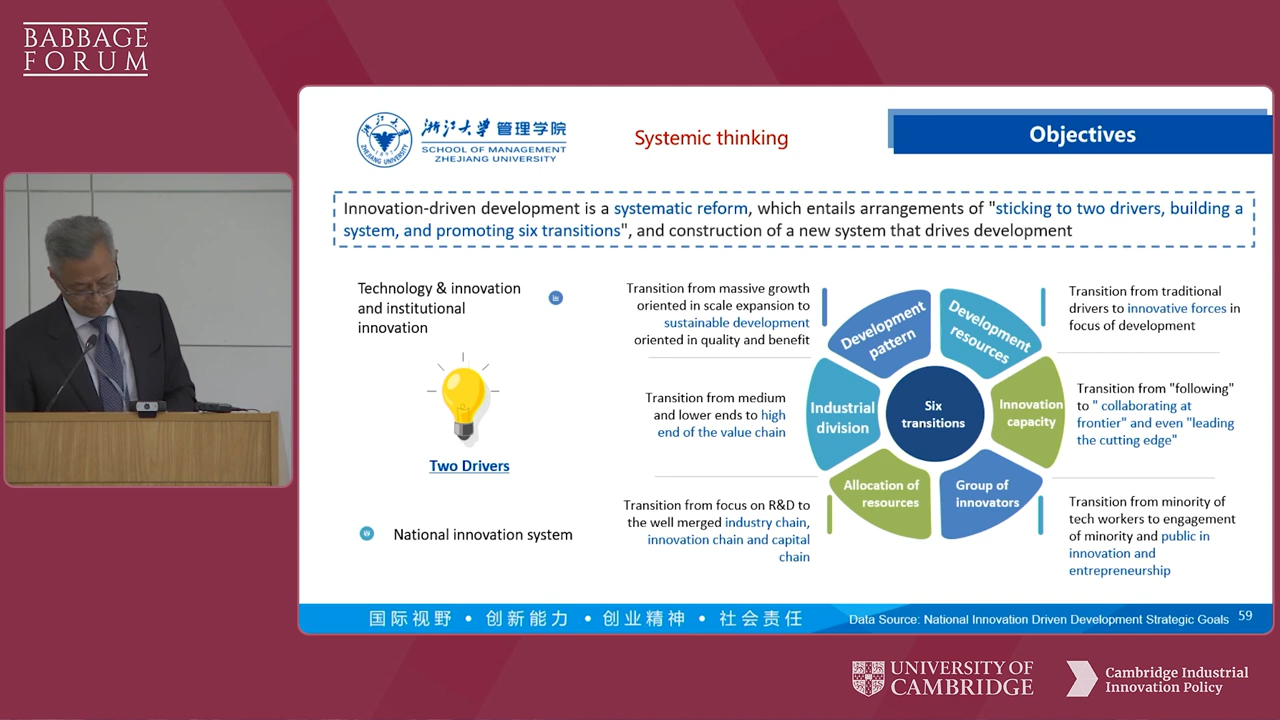 BABBAGE
FORUM
浙江大学 管理学院
SCHOOL OF MANAGEMENT
ZHEJIANG UNIVERSITY
ZHEJIANG UNIVERSITY
1897
Systemic thinking
Objectives
Innovation-driven development is a systematic reform, which entails arrangements of "sticking to two drivers, building a
system, and promoting six transitions", and construction of a new system that drives development
Technology & innovation
and institutional
innovation
Two Drivers
National innovation system
Transition from massive growth
oriented in scale expansion to
sustainable development
oriented in quality and benefit
Transition from medium
and lower ends to high
end of the value chain
Transition from focus on R&D to
the well merged industry chain,
innovation chain and capital
chain
Development
pattern
Development
resources
Industrial
division
Six
transitions
Innovation
capacity
Allocation of
resources
Group of
innovators
Transition from traditional
drivers to innovative forces in
focus of development
Transition from "following"
to " collaborating at
frontier" and even "leading
the cutting edge"
Transition from minority of
tech workers to engagement
of minority and public in
innovation and
entrepreneurship
国际视野 • 创新能力 • 创业精神 • 社会责任
Data Source: National Innovation Driven Development Strategic Goals 59
UNIVERSITY OF
CAMBRIDGE
Cambridge Industrial
Innovation Policy